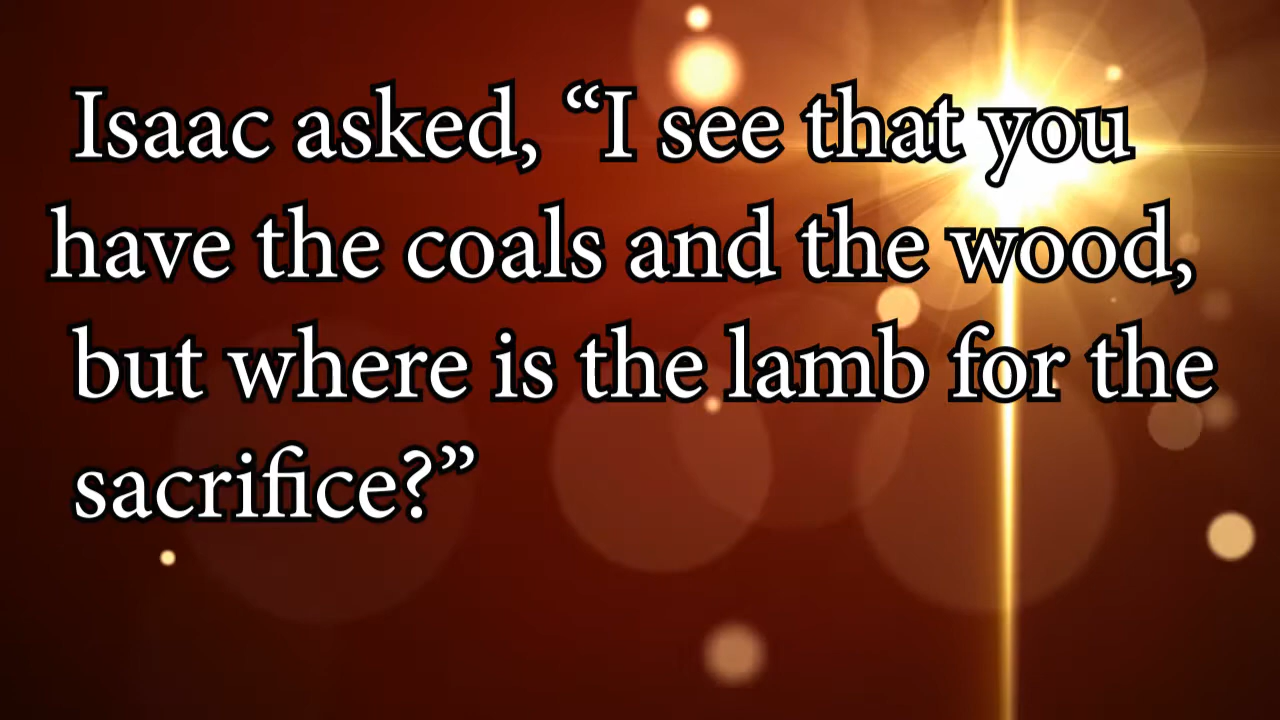 Isaac asked, “I see that you
have the coals and the wood,
but where is the lamb for the
sacrifice?”